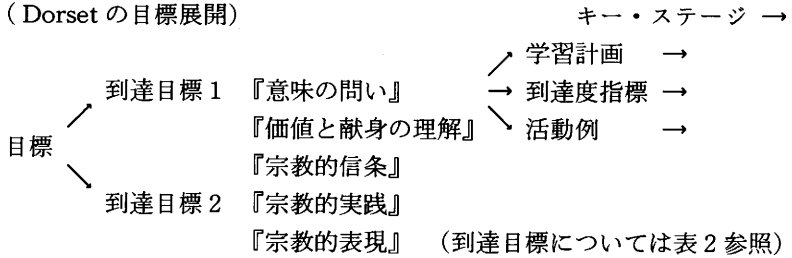 （Dorsetの目標展開） キー・ステージ →
学習計画 →
到達目標1 『意味の問い』 到達度指標 →
『価値と献身の理解』 活動例 →
目標
『宗教的信条』
到達目標2 『宗教的実践』
『宗教的表現』 （到達目標については表2参照）